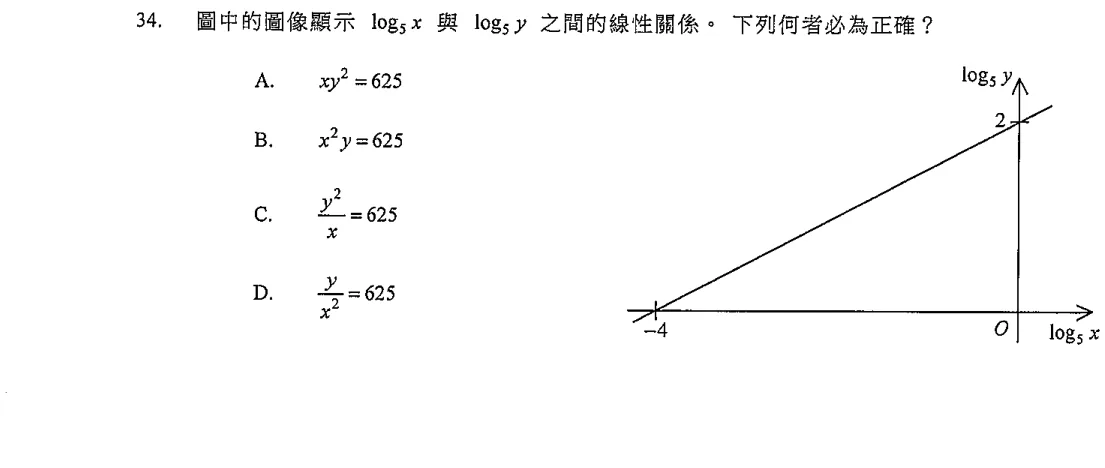 34. 圖中的圖像顯示 log₅ x 與 log₅ y 之間的線性關係。下列何者必為正確？
A. xy² = 625
B. x²y = 625
C. y²/x = 625
D. y/x² = 625
log₅ y
2
−4
O
log₅ x